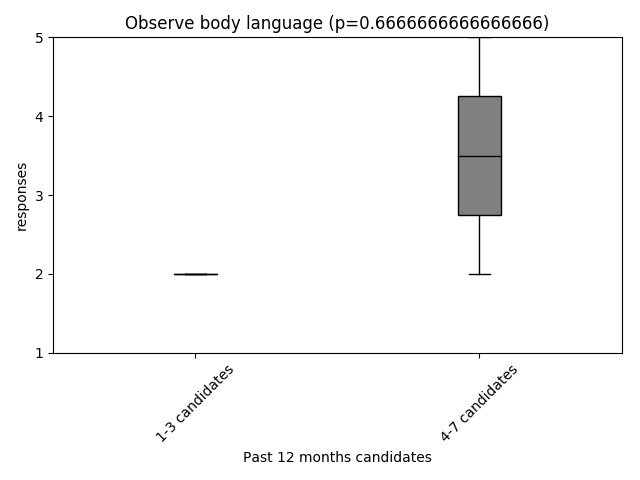 Observe body language (p=0.6666666666666666)
5
4
3
2
1
responses
1-3 candidates
4-7 candidates
Past 12 months candidates